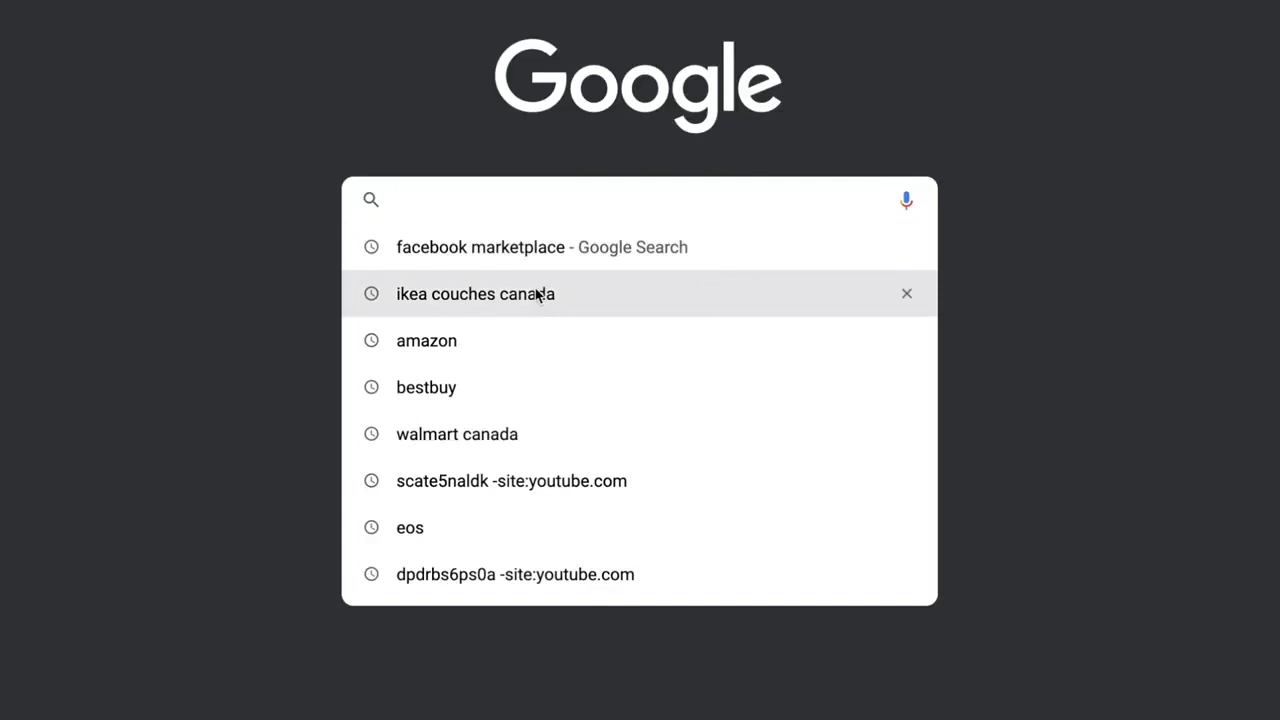 Google
facebook marketplace - Google Search
ikea couches canada
amazon
bestbuy
walmart canada
scate5naldk -site:youtube.com
eos
dpdrbs6ps0a -site:youtube.com